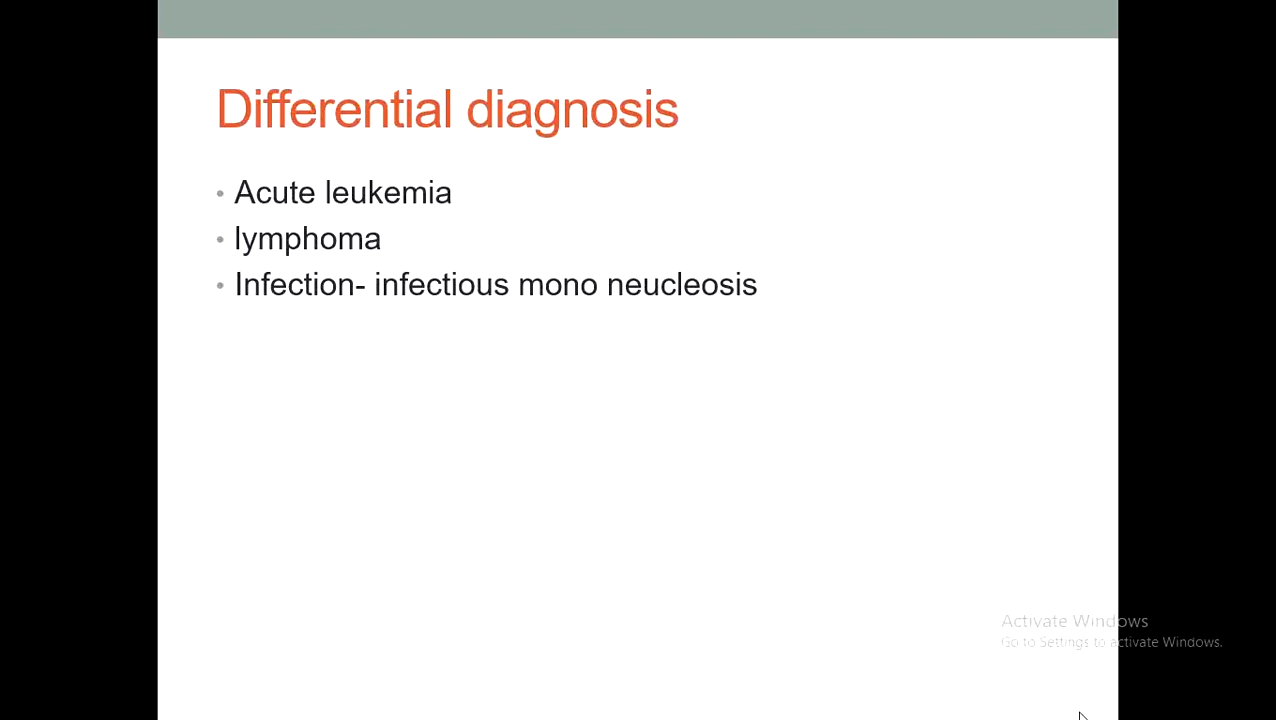 Differential diagnosis
• Acute leukemia
• lymphoma
• Infection- infectious mono neucleosis
Activate Windows
Go to Settings to activate Windows.